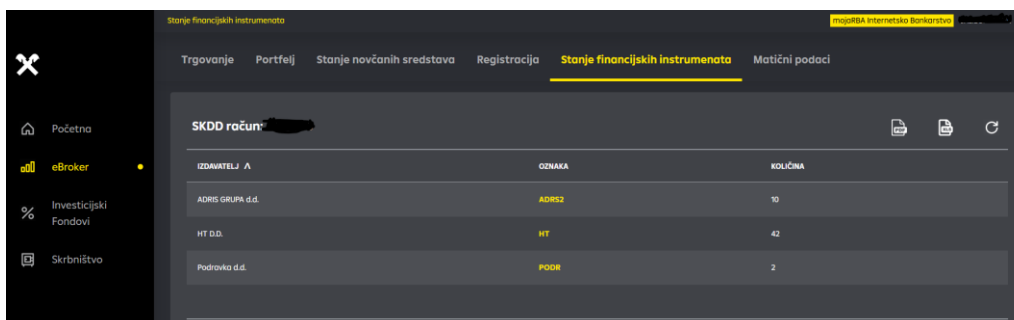 Stanje financijskih instrumenata
mojaRBA Internetsko Bankarstvo
Trgovanje Portfelj Stanje novčanih sredstava Registracija Stanje financijskih instrumenata Matični podaci
SKDD račun:
Početna
eBroker
Investicijski
Fondovi
Skrbništvo
IZDAVATELJ OZNAKA KOLIČINA
ADRIS GRUPA d.d. ADRS2 10
HT D.D. HT 42
Podravka d.d. PODR 2